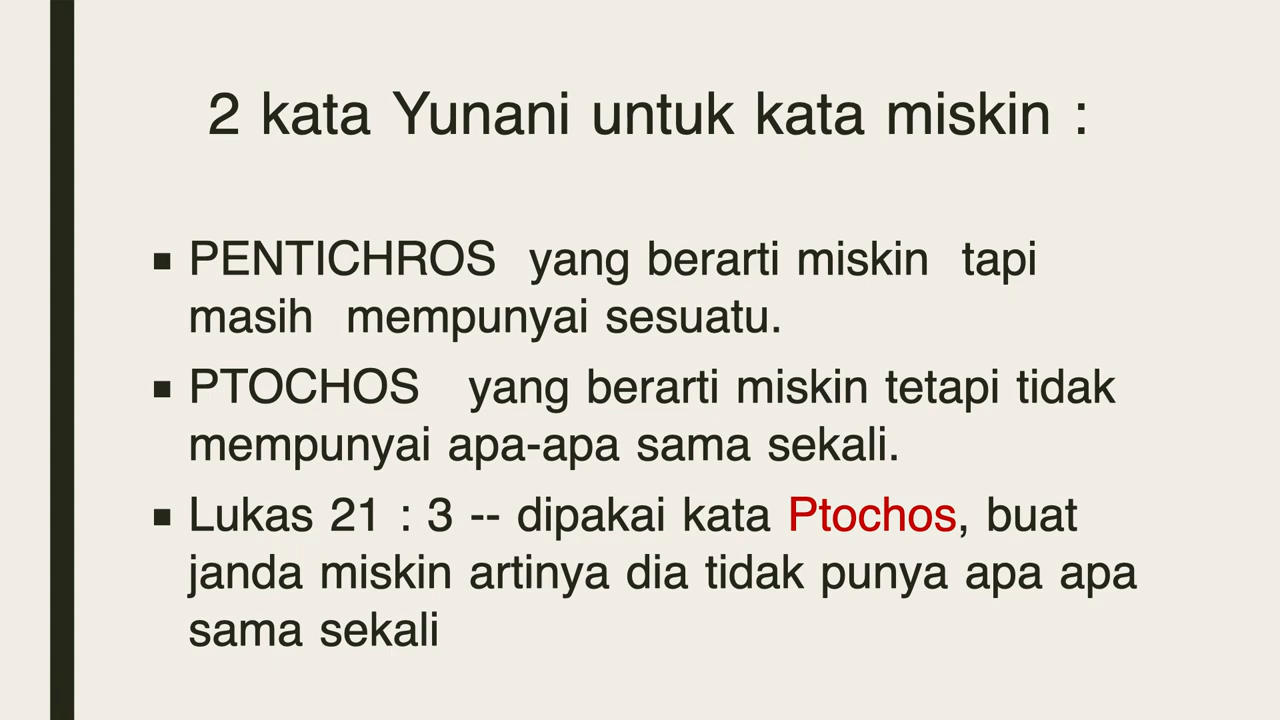 2 kata Yunani untuk kata miskin :
▪ PENTICHROS yang berarti miskin tapi
masih mempunyai sesuatu.
▪ PTOCHOS yang berarti miskin tetapi tidak
mempunyai apa-apa sama sekali.
▪ Lukas 21 : 3 -- dipakai kata Ptochos, buat
janda miskin artinya dia tidak punya apa apa
sama sekali